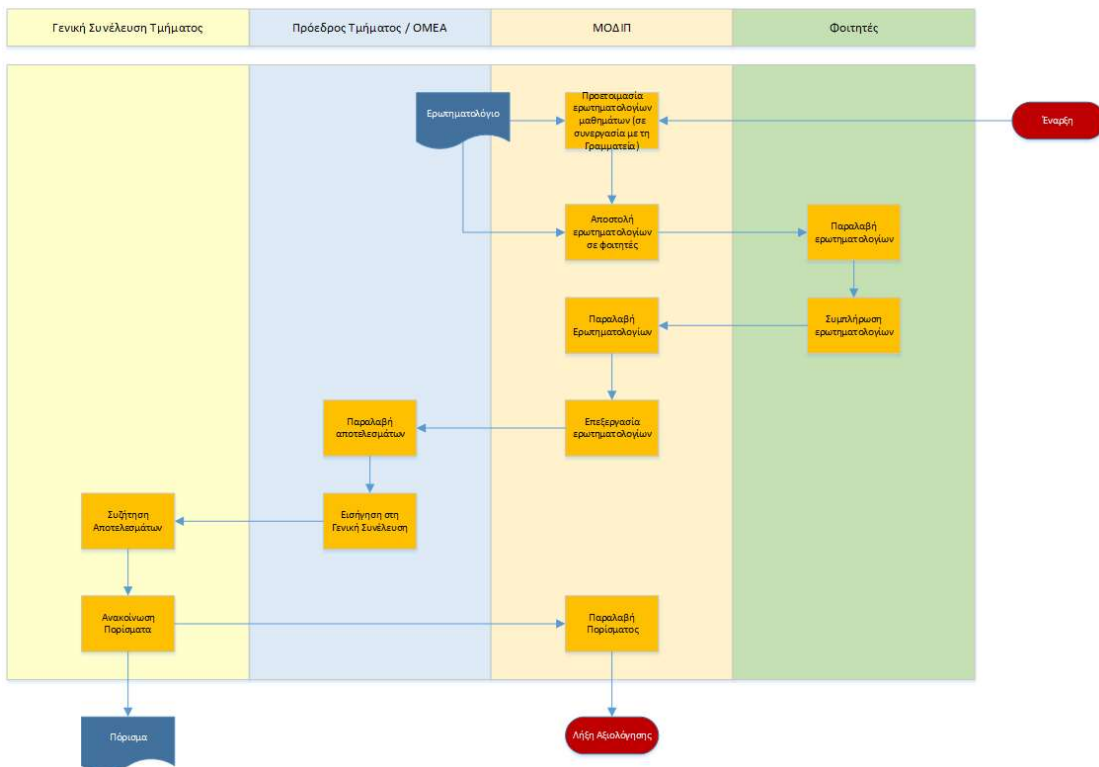 Γενική Συνέλευση Τμήματος
Πρόεδρος Τμήματος / ΟΜΕΑ
ΜΟΔΙΠ
Φοιτητές
Ερωτηματολόγιο
Προετοιμασία
ερωτηματολογίων
μαθημάτων (σε
συνεργασία με τη
Γραμματεία)
Έναρξη
Αποστολή
ερωτηματολογίων
σε φοιτητές
Παραλαβή
ερωτηματολογίων
Παραλαβή
Ερωτηματολογίων
Συμπλήρωση
ερωτηματολογίων
Παραλαβή
αποτελεσμάτων
Επεξεργασία
ερωτηματολογίων
Συζήτηση
Αποτελεσμάτων
Εισήγηση στη
Γενική Συνέλευση
Ανακοίνωση
Πορίσματα
Παραλαβή
Πορίσματος
Πόρισμα
Λήξη Αξιολόγησης